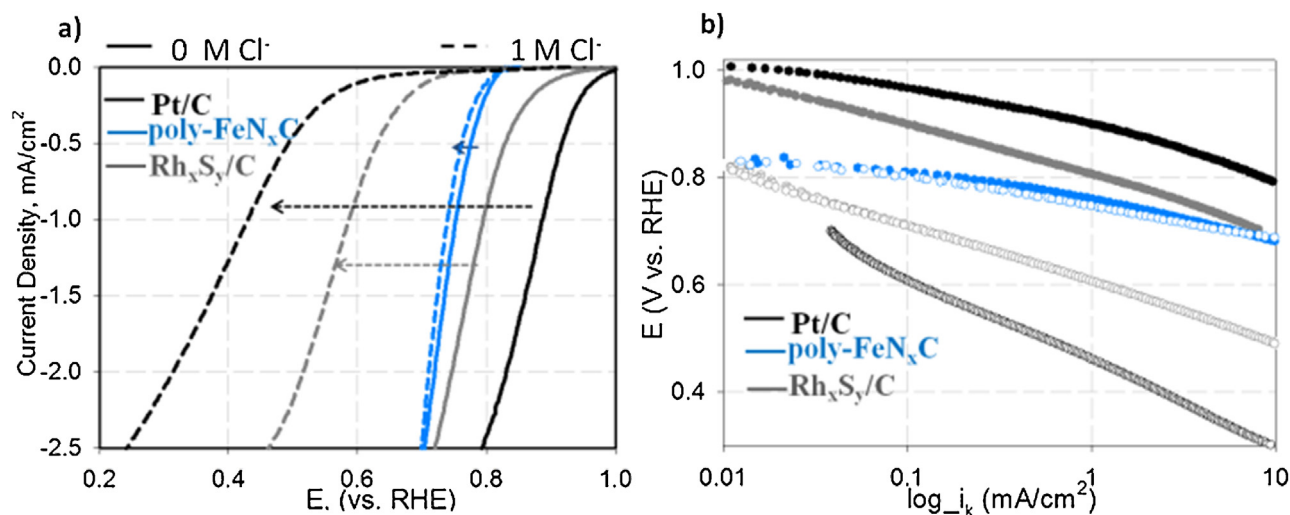 a)
0 M Cl⁻ 1 M Cl⁻
0.0
-0.5
-1.0
-1.5
-2.0
-2.5
Current Density, mA/cm²
Pt/C
poly-FeNₓC
RhₓSᵧ/C
0.2 0.4 0.6 0.8 1.0
E, (vs. RHE)
b)
1.0
0.8
0.6
0.4
E (V vs. RHE)
Pt/C
poly-FeNₓC
RhₓSᵧ/C
0.01 0.1 1 10
log_iₖ (mA/cm²)